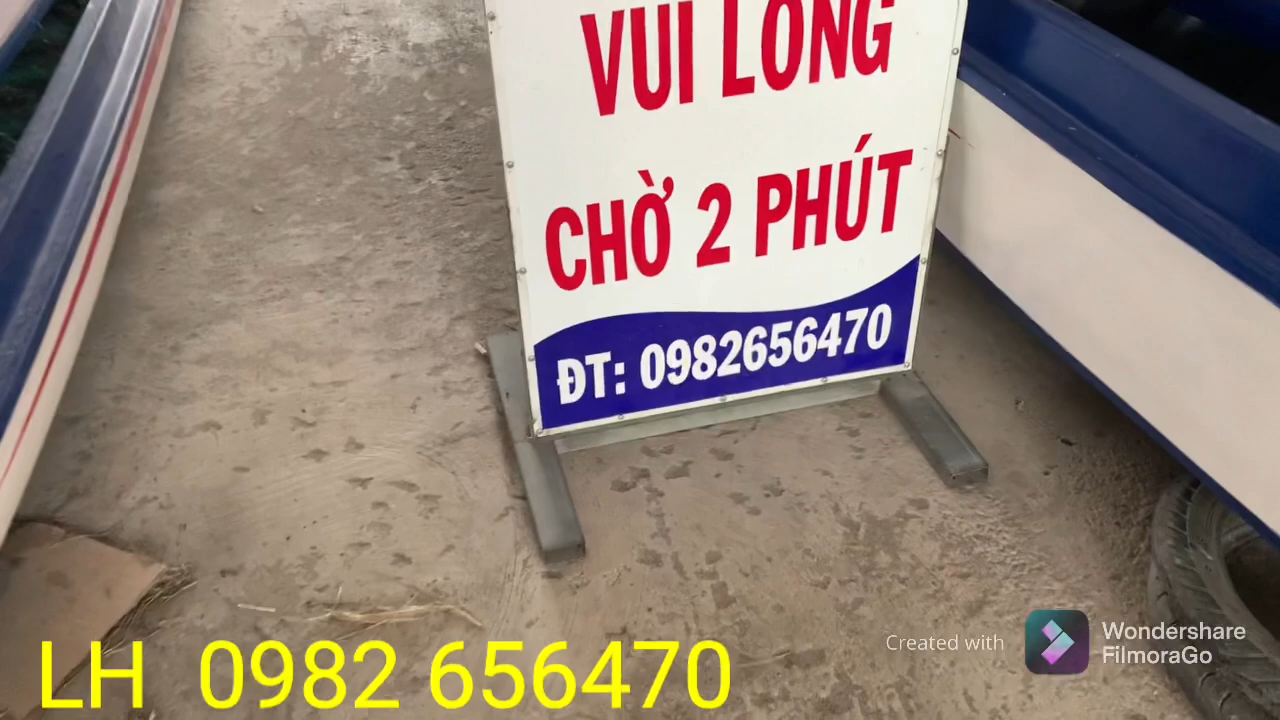 VUI LÒNG
CHỜ 2 PHÚT
ĐT: 0982656470
LH 0982 656470
Created with
Wondershare
FilmoraGo